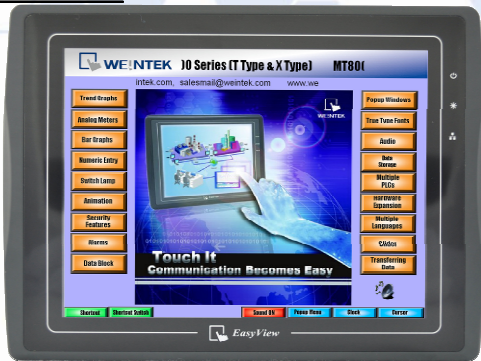 WEINTEK )0 Series (T Type & X Type) MT80(
intek.com, salesmail@weintek.com www.we
Trend Graphs
Analog Meters
Bar Graphs
Numeric Entry
Switch Lamp
Animation
Security
Features
Alarms
Data Block
WEINTEK
Touch It
Communication Becomes Easy
Popup Windows
True Type Fonts
Audio
Data
Storage
Multiple
PLCs
Hardware
Expansion
Multiple
Languages
Video
Transferring
Data
Shortcut Shortcut Switch Sound ON Popup Menu Clock Cursor
EasyView